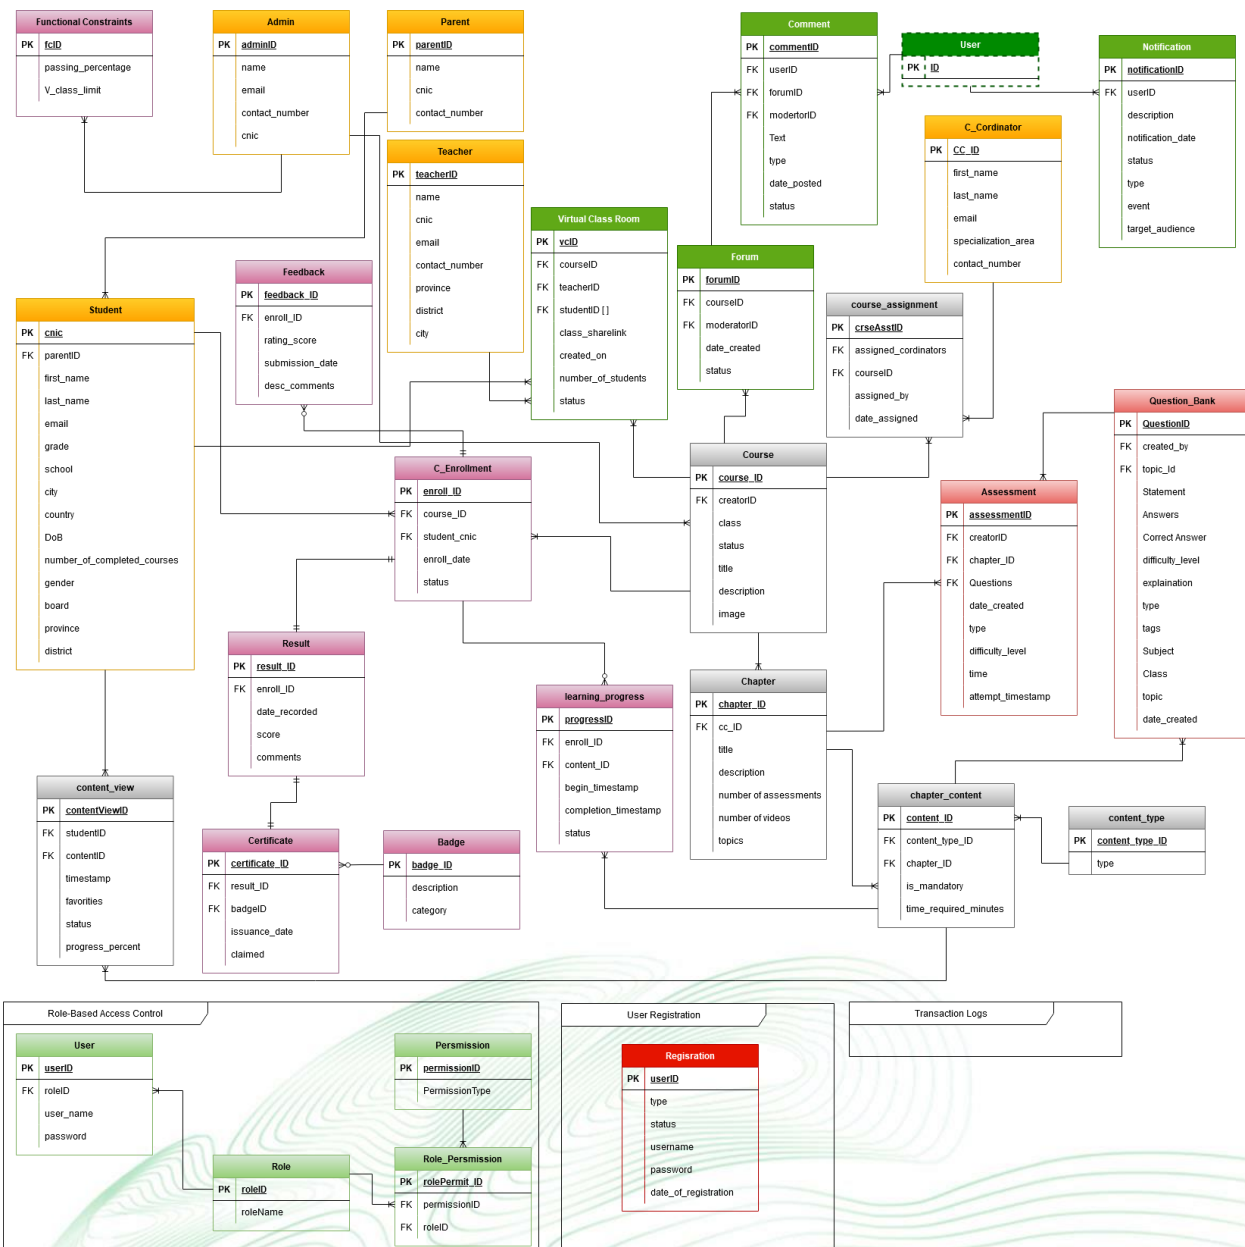 Functional Constraints
PK fcID
passing_percentage
V_class_limit
Admin
PK adminID
name
email
contact_number
cnic
Parent
PK parentID
name
cnic
contact_number
Teacher
PK teacherID
name
cnic
email
contact_number
province
district
city
Comment
PK commentID
FK userID
FK forumID
FK modertorID
Text
type
date_posted
status
User
PK ID
Notification
PK notificationID
FK userID
description
notification_date
status
type
event
target_audience
C_Cordinator
PK CC_ID
first_name
last_name
email
specialization_area
contact_number
Virtual Class Room
PK vcID
FK courseID
FK teacherID
FK studentID [ ]
class_sharelink
created_on
number_of_students
status
Forum
PK forumID
FK courseID
FK moderatorID
date_created
status
Feedback
PK feedback_ID
FK enroll_ID
rating_score
submission_date
desc_comments
Student
PK cnic
FK parentID
first_name
last_name
email
grade
school
city
country
DoB
number_of_completed_courses
gender
board
province
district
course_assignment
PK crseAsstID
FK assigned_cordinators
FK courseID
assigned_by
date_assigned
Question_Bank
PK QuestionID
FK created_by
FK topic_Id
Statement
Answers
Correct Answer
difficulty_level
explaination
type
tags
Subject
Class
topic
date_created
C_Enrollment
PK enroll_ID
FK course_ID
FK student_cnic
enroll_date
status
Course
PK course_ID
FK creatorID
class
status
title
description
image
Assessment
PK assessmentID
FK creatorID
FK chapter_ID
FK Questions
date_created
type
difficulty_level
time
attempt_timestamp
Result
PK result_ID
FK enroll_ID
date_recorded
score
comments
learning_progress
PK progressID
FK enroll_ID
FK content_ID
begin_timestamp
completion_timestamp
status
Chapter
PK chapter_ID
FK cc_ID
title
description
number of assessments
number of videos
topics
content_view
PK contentViewID
FK studentID
FK contentID
timestamp
favorities
status
progress_percent
Certificate
PK certificate_ID
FK result_ID
FK badgeID
issuance_date
claimed
Badge
PK badge_ID
description
category
chapter_content
PK content_ID
FK content_type_ID
FK chapter_ID
is_mandatory
time_required_minutes
content_type
PK content_type_ID
type
Role-Based Access Control
User
PK userID
FK roleID
user_name
password
Persmission
PK permissionID
PermissionType
Role
PK roleID
roleName
Role_Persmission
PK rolePermit_ID
FK permissionID
FK roleID
User Registration
Regisration
PK userID
type
status
username
password
date_of_registration
Transaction Logs